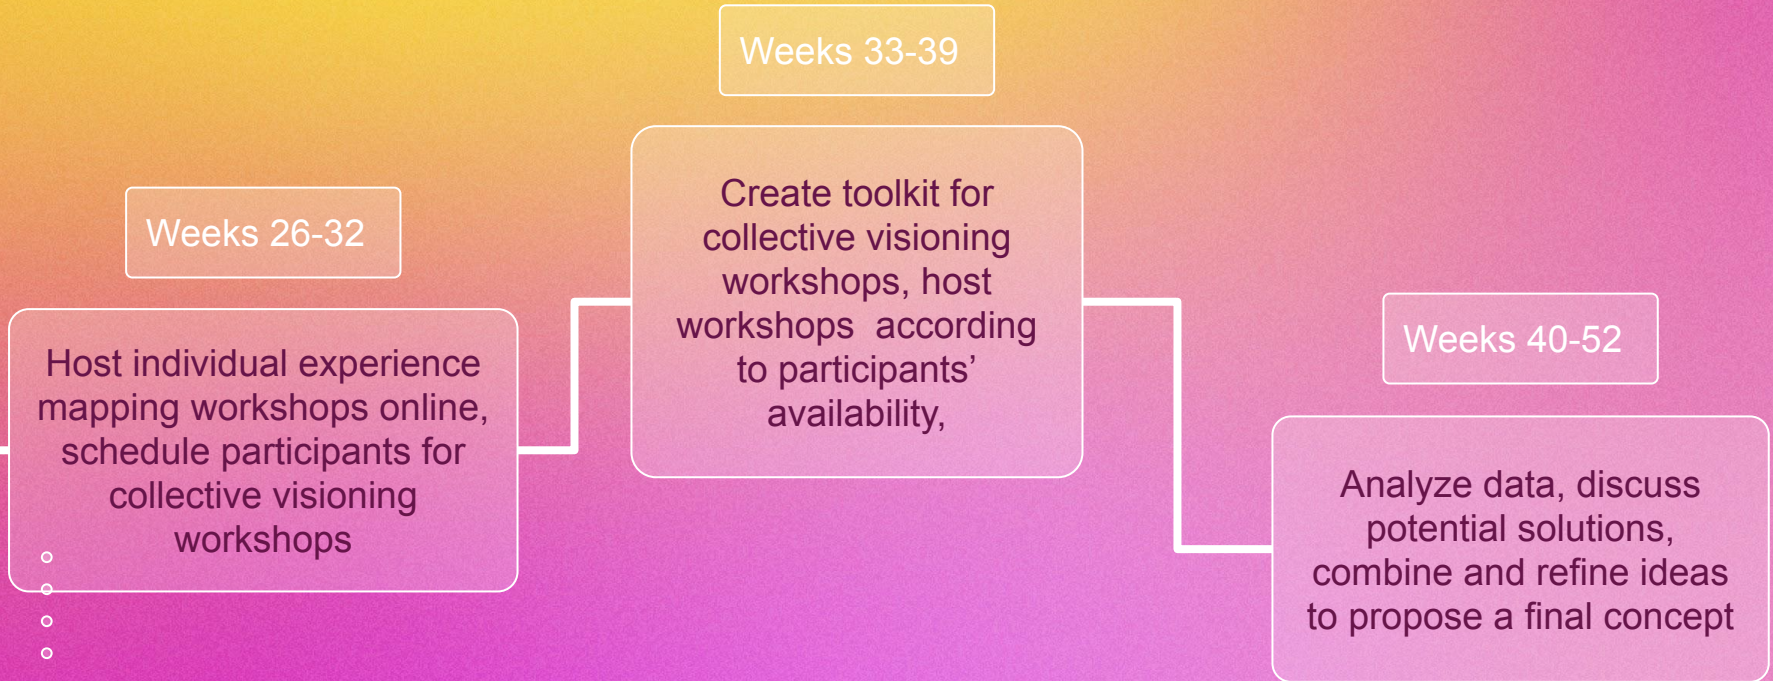 Weeks 26-32
Host individual experience
mapping workshops online,
schedule participants for
collective visioning
workshops
Weeks 33-39
Create toolkit for
collective visioning
workshops, host
workshops  according
to participants’
availability,
Weeks 40-52
Analyze data, discuss
potential solutions,
combine and refine ideas
to propose a final concept